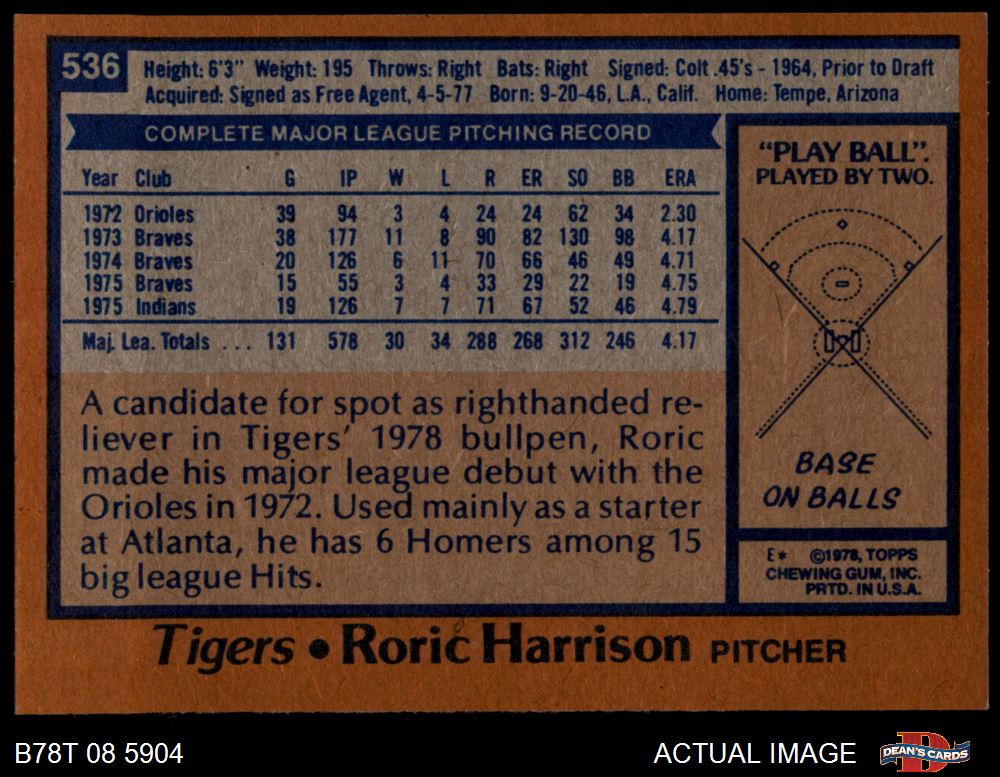 536
Height: 6'3" Weight: 195 Throws: Right Bats: Right Signed: Colt .45's - 1964, Prior to Draft
Acquired: Signed as Free Agent, 4-5-77 Born: 9-20-46, L.A., Calif. Home: Tempe, Arizona
COMPLETE MAJOR LEAGUE PITCHING RECORD
Year Club G IP W L R ER SO BB ERA
1972 Orioles 39 94 3 4 24 24 62 34 2.30
1973 Braves 38 177 11 8 90 82 130 98 4.17
1974 Braves 20 126 6 11 70 66 46 49 4.71
1975 Braves 15 55 3 4 33 29 22 19 4.75
1975 Indians 19 126 7 7 71 67 52 46 4.79
Maj. Lea. Totals ... 131 578 30 34 288 268 312 246 4.17
A candidate for spot as righthanded re-
liever in Tigers' 1978 bullpen, Roric
made his major league debut with the
Orioles in 1972. Used mainly as a starter
at Atlanta, he has 6 Homers among 15
big league Hits.
"PLAY BALL".
PLAYED BY TWO.
BASE
ON BALLS
E* ©1978, TOPPS
CHEWING GUM, INC.
PRTD. IN U.S.A.
Tigers • Roric Harrison PITCHER
B78T 08 5904 ACTUAL IMAGE
D
DEAN'S CARDS